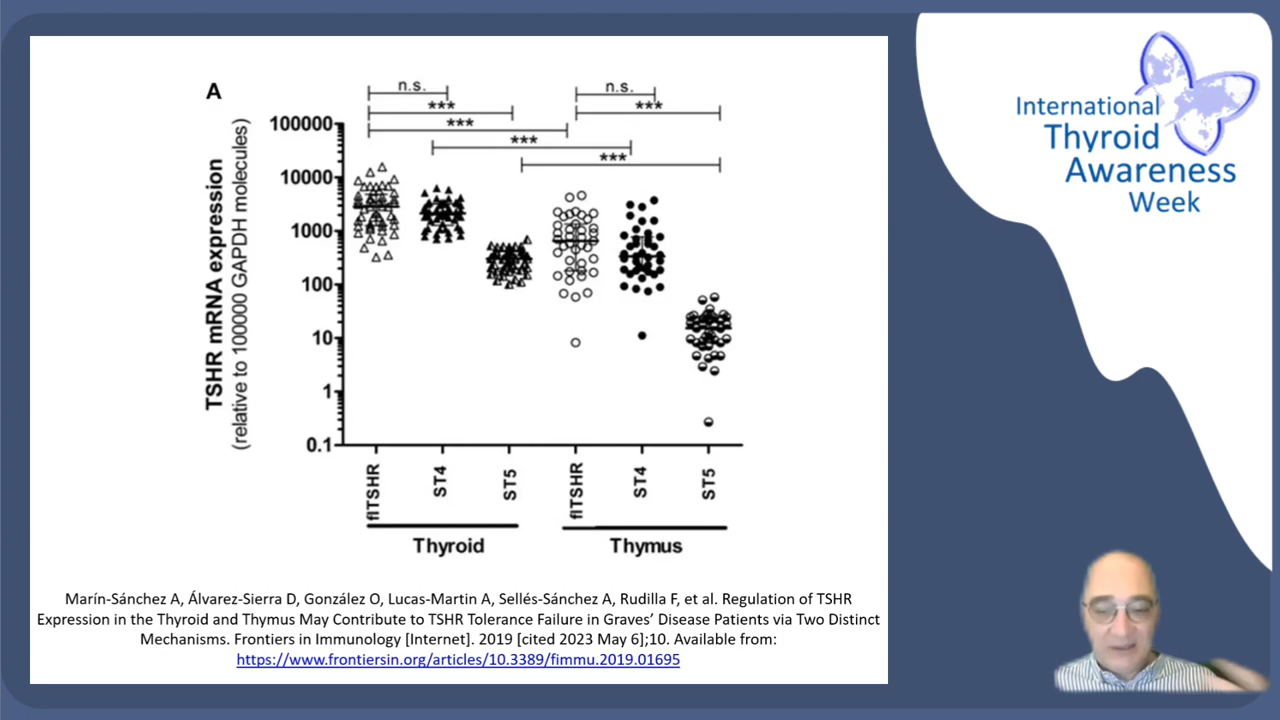 A
n.s.
n.s.
***
***
***
***
***
TSHR mRNA expression
(relative to 100000 GAPDH molecules)
100000
10000
1000
100
10
1
0.1
flTSHR
ST4
ST5
flTSHR
ST4
ST5
Thyroid
Thymus
Marín-Sánchez A, Álvarez-Sierra D, González O, Lucas-Martin A, Sellés-Sánchez A, Rudilla F, et al. Regulation of TSHR
Expression in the Thyroid and Thymus May Contribute to TSHR Tolerance Failure in Graves’ Disease Patients via Two Distinct
Mechanisms. Frontiers in Immunology [Internet]. 2019 [cited 2023 May 6];10. Available from:
https://www.frontiersin.org/articles/10.3389/fimmu.2019.01695
International
Thyroid
Awareness
Week